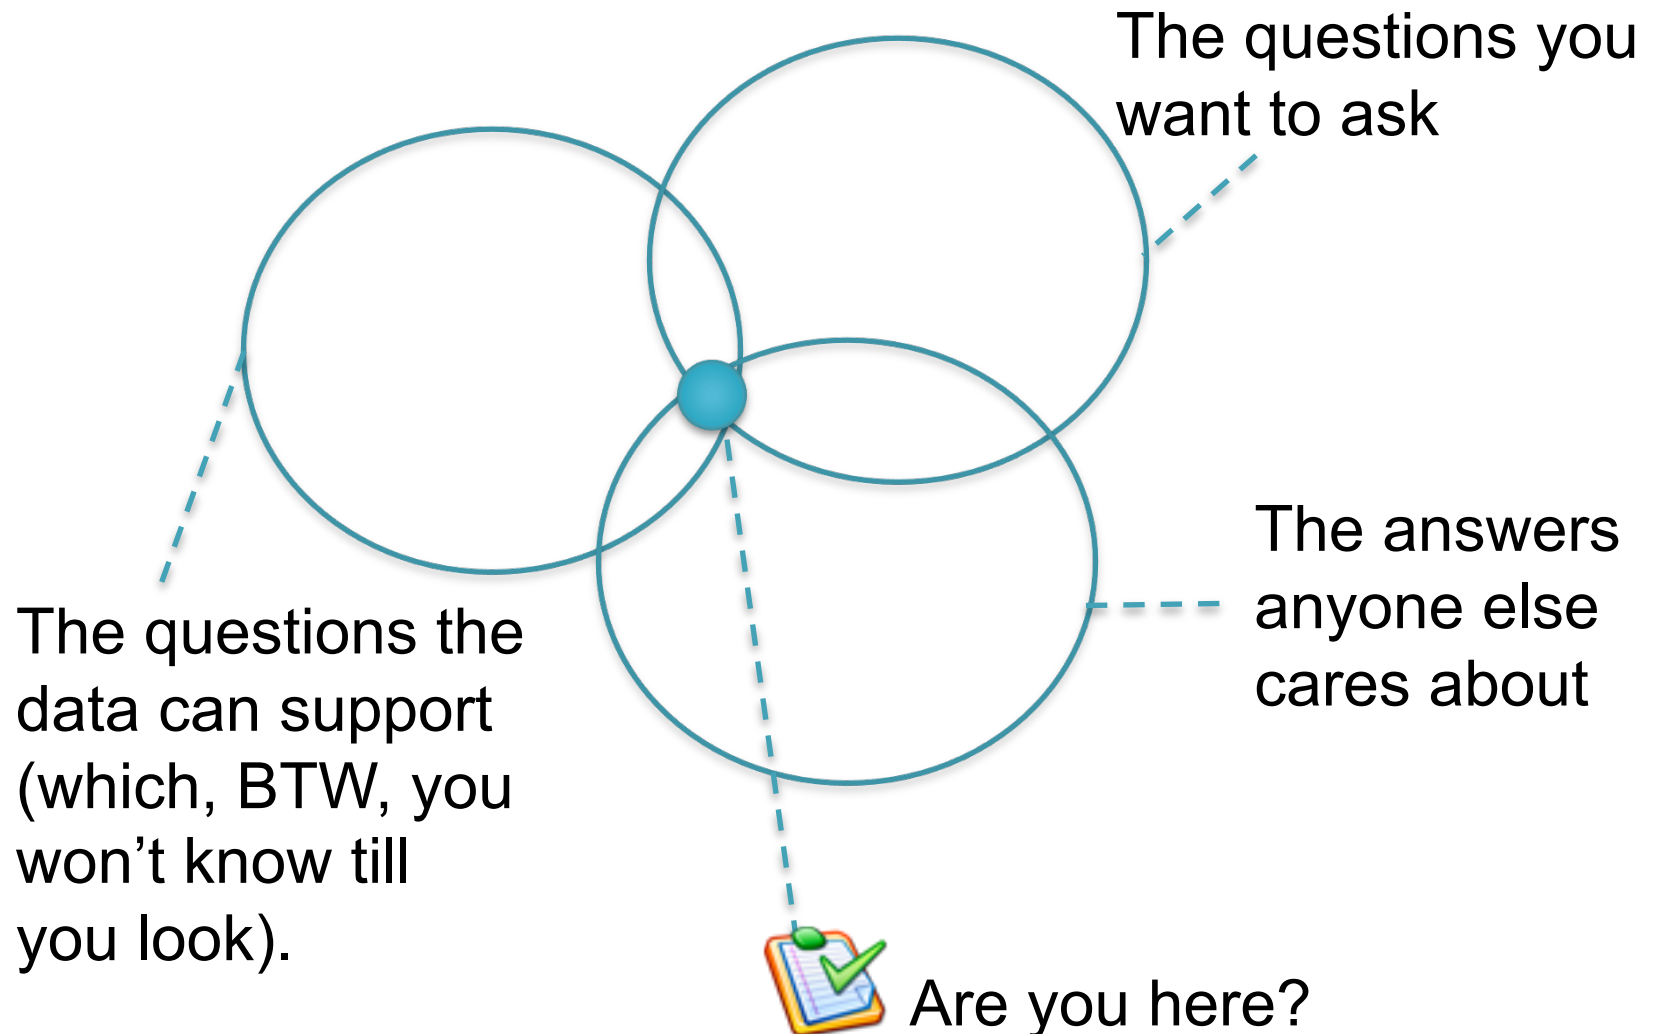 The questions you
want to ask
The answers
anyone else
cares about
The questions the
data can support
(which, BTW, you
won’t know till
you look).
Are you here?